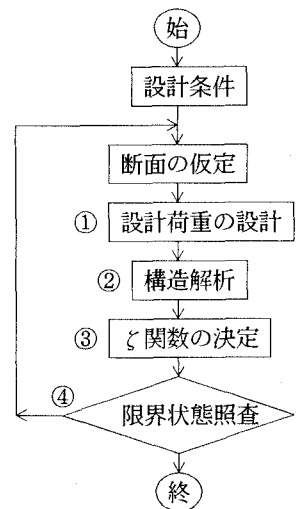 始
設計条件
断面の仮定
① 設計荷重の設計
② 構造解析
③ ζ関数の決定
④ 限界状態照査
終